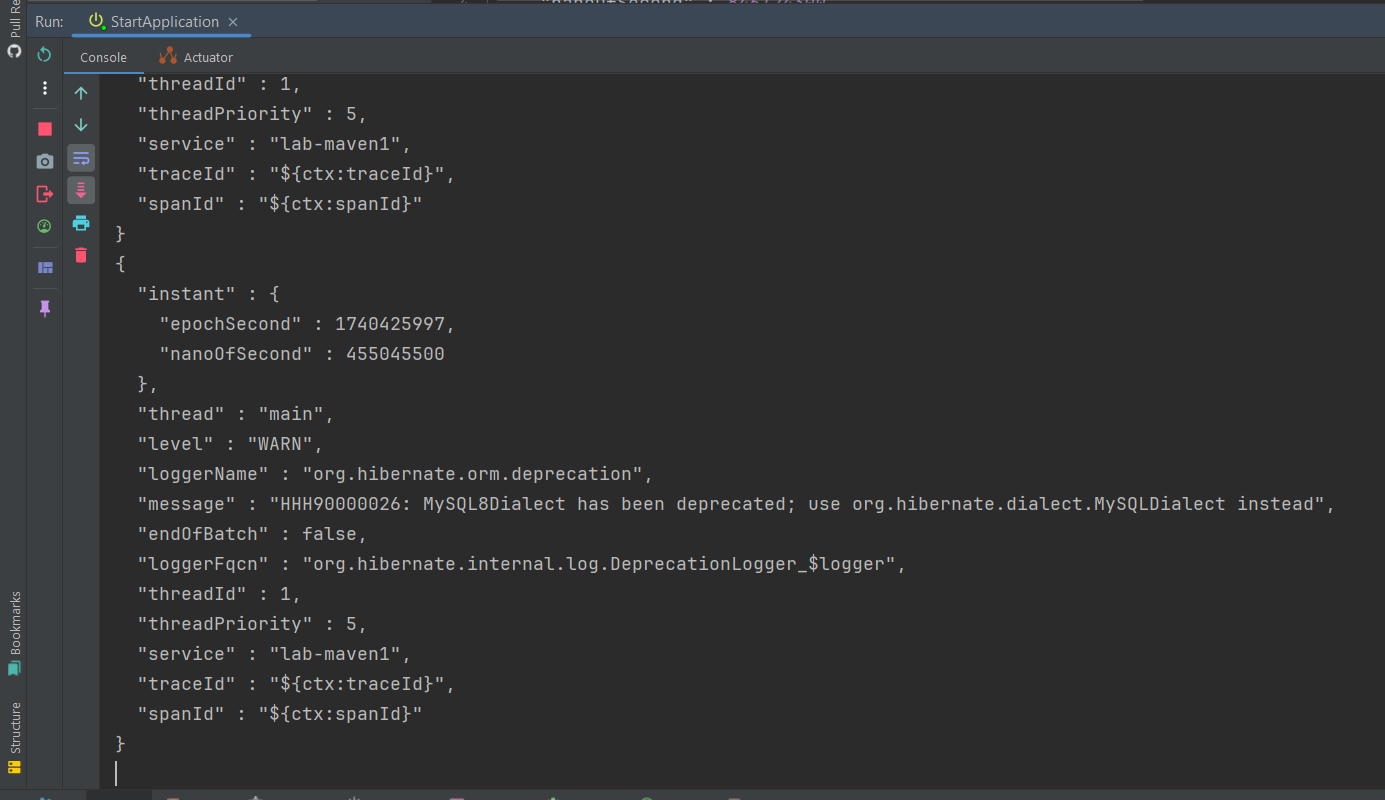 Pull Re
Run:
StartApplication
Console
Actuator
"threadId" : 1,
"threadPriority" : 5,
"service" : "lab-maven1",
"traceId" : "${ctx:traceId}",
"spanId" : "${ctx:spanId}"
}
{
"instant" : {
"epochSecond" : 1740425997,
"nanoOfSecond" : 455045500
},
"thread" : "main",
"level" : "WARN",
"loggerName" : "org.hibernate.orm.deprecation",
"message" : "HHH90000026: MySQL8Dialect has been deprecated; use org.hibernate.dialect.MySQLDialect instead",
"endOfBatch" : false,
"loggerFqcn" : "org.hibernate.internal.log.DeprecationLogger_$logger",
"threadId" : 1,
"threadPriority" : 5,
"service" : "lab-maven1",
"traceId" : "${ctx:traceId}",
"spanId" : "${ctx:spanId}"
}
Bookmarks
Structure